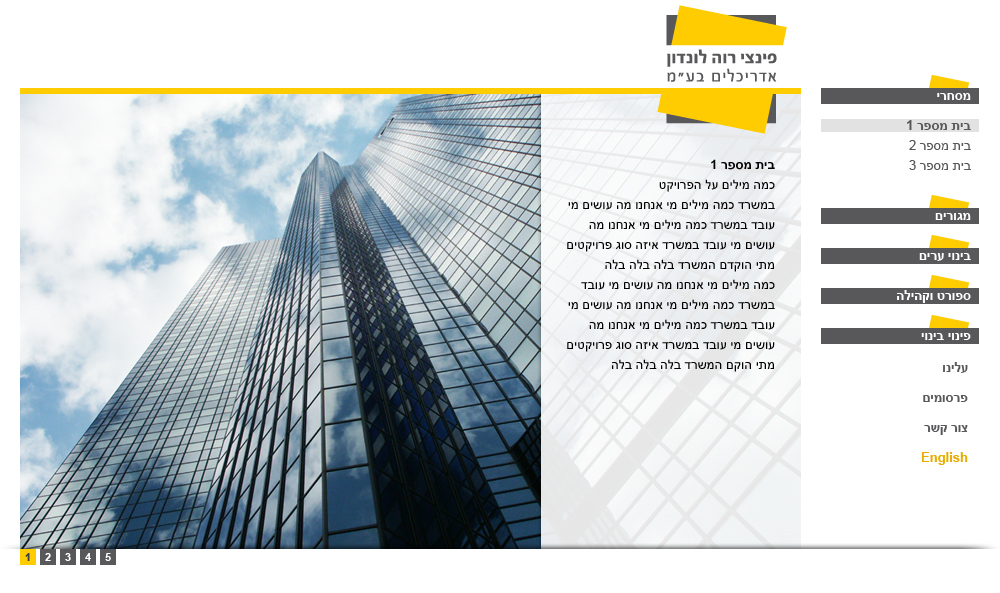 פינצי רוה לונדון
אדריכלים בע"מ
מסחרי
בית מספר 1
בית מספר 2
בית מספר 3
מגורים
בינוי ערים
ספורט וקהילה
פינוי בינוי
עלינו
פרסומים
צור קשר
English
בית מספר 1
כמה מילים על הפרויקט
במשרד כמה מילים מי אנחנו מה עושים מי
עובד במשרד כמה מילים מי אנחנו מה
עושים מי עובד במשרד איזה סוג פרויקטים
מתי הוקדם המשרד בלה בלה בלה
כמה מילים מי אנחנו מה עושים מי עובד
במשרד כמה מילים מי אנחנו מה עושים מי
עובד במשרד כמה מילים מי אנחנו מה
עושים מי עובד במשרד איזה סוג פרויקטים
מתי הוקם המשרד בלה בלה בלה
1 2 3 4 5